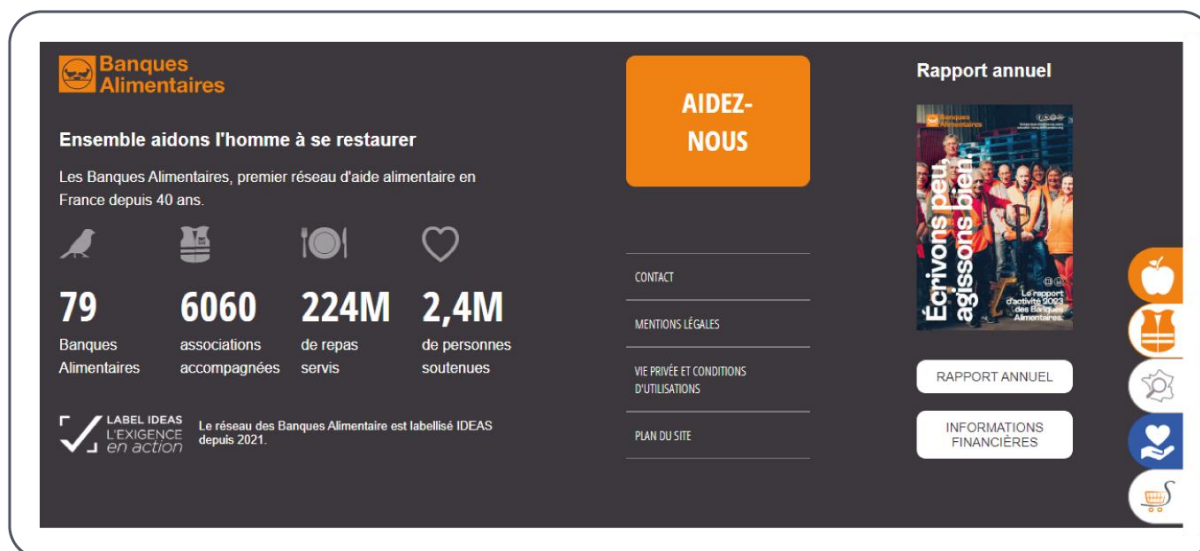 Banques
Alimentaires
Ensemble aidons l'homme à se restaurer
Les Banques Alimentaires, premier réseau d'aide alimentaire en
France depuis 40 ans.
79
Banques
Alimentaires
6060
associations
accompagnées
224M
de repas
servis
2,4M
de personnes
soutenues
LABEL IDEAS
L'EXIGENCE
en action
Le réseau des Banques Alimentaire est labellisé IDEAS
depuis 2021.
AIDEZ-
NOUS
CONTACT
MENTIONS LÉGALES
VIE PRIVÉE ET CONDITIONS
D'UTILISATIONS
PLAN DU SITE
Rapport annuel
Banques
Alimentaires
Écrivons peu,
agissons bien.
Le rapport
d'activité 2023
des Banques
Alimentaires.
RAPPORT ANNUEL
INFORMATIONS
FINANCIÈRES